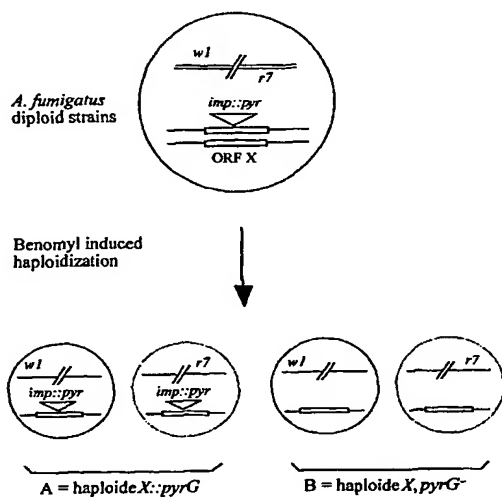 w1
r7
A. fumigatus
diploid strains
imp::pyr
ORF X
Benomyl induced
haploidization
w1
r7
w1
r7
imp::pyr
imp::pyr
A = haploide X::pyrG
B = haploide X, pyrG-